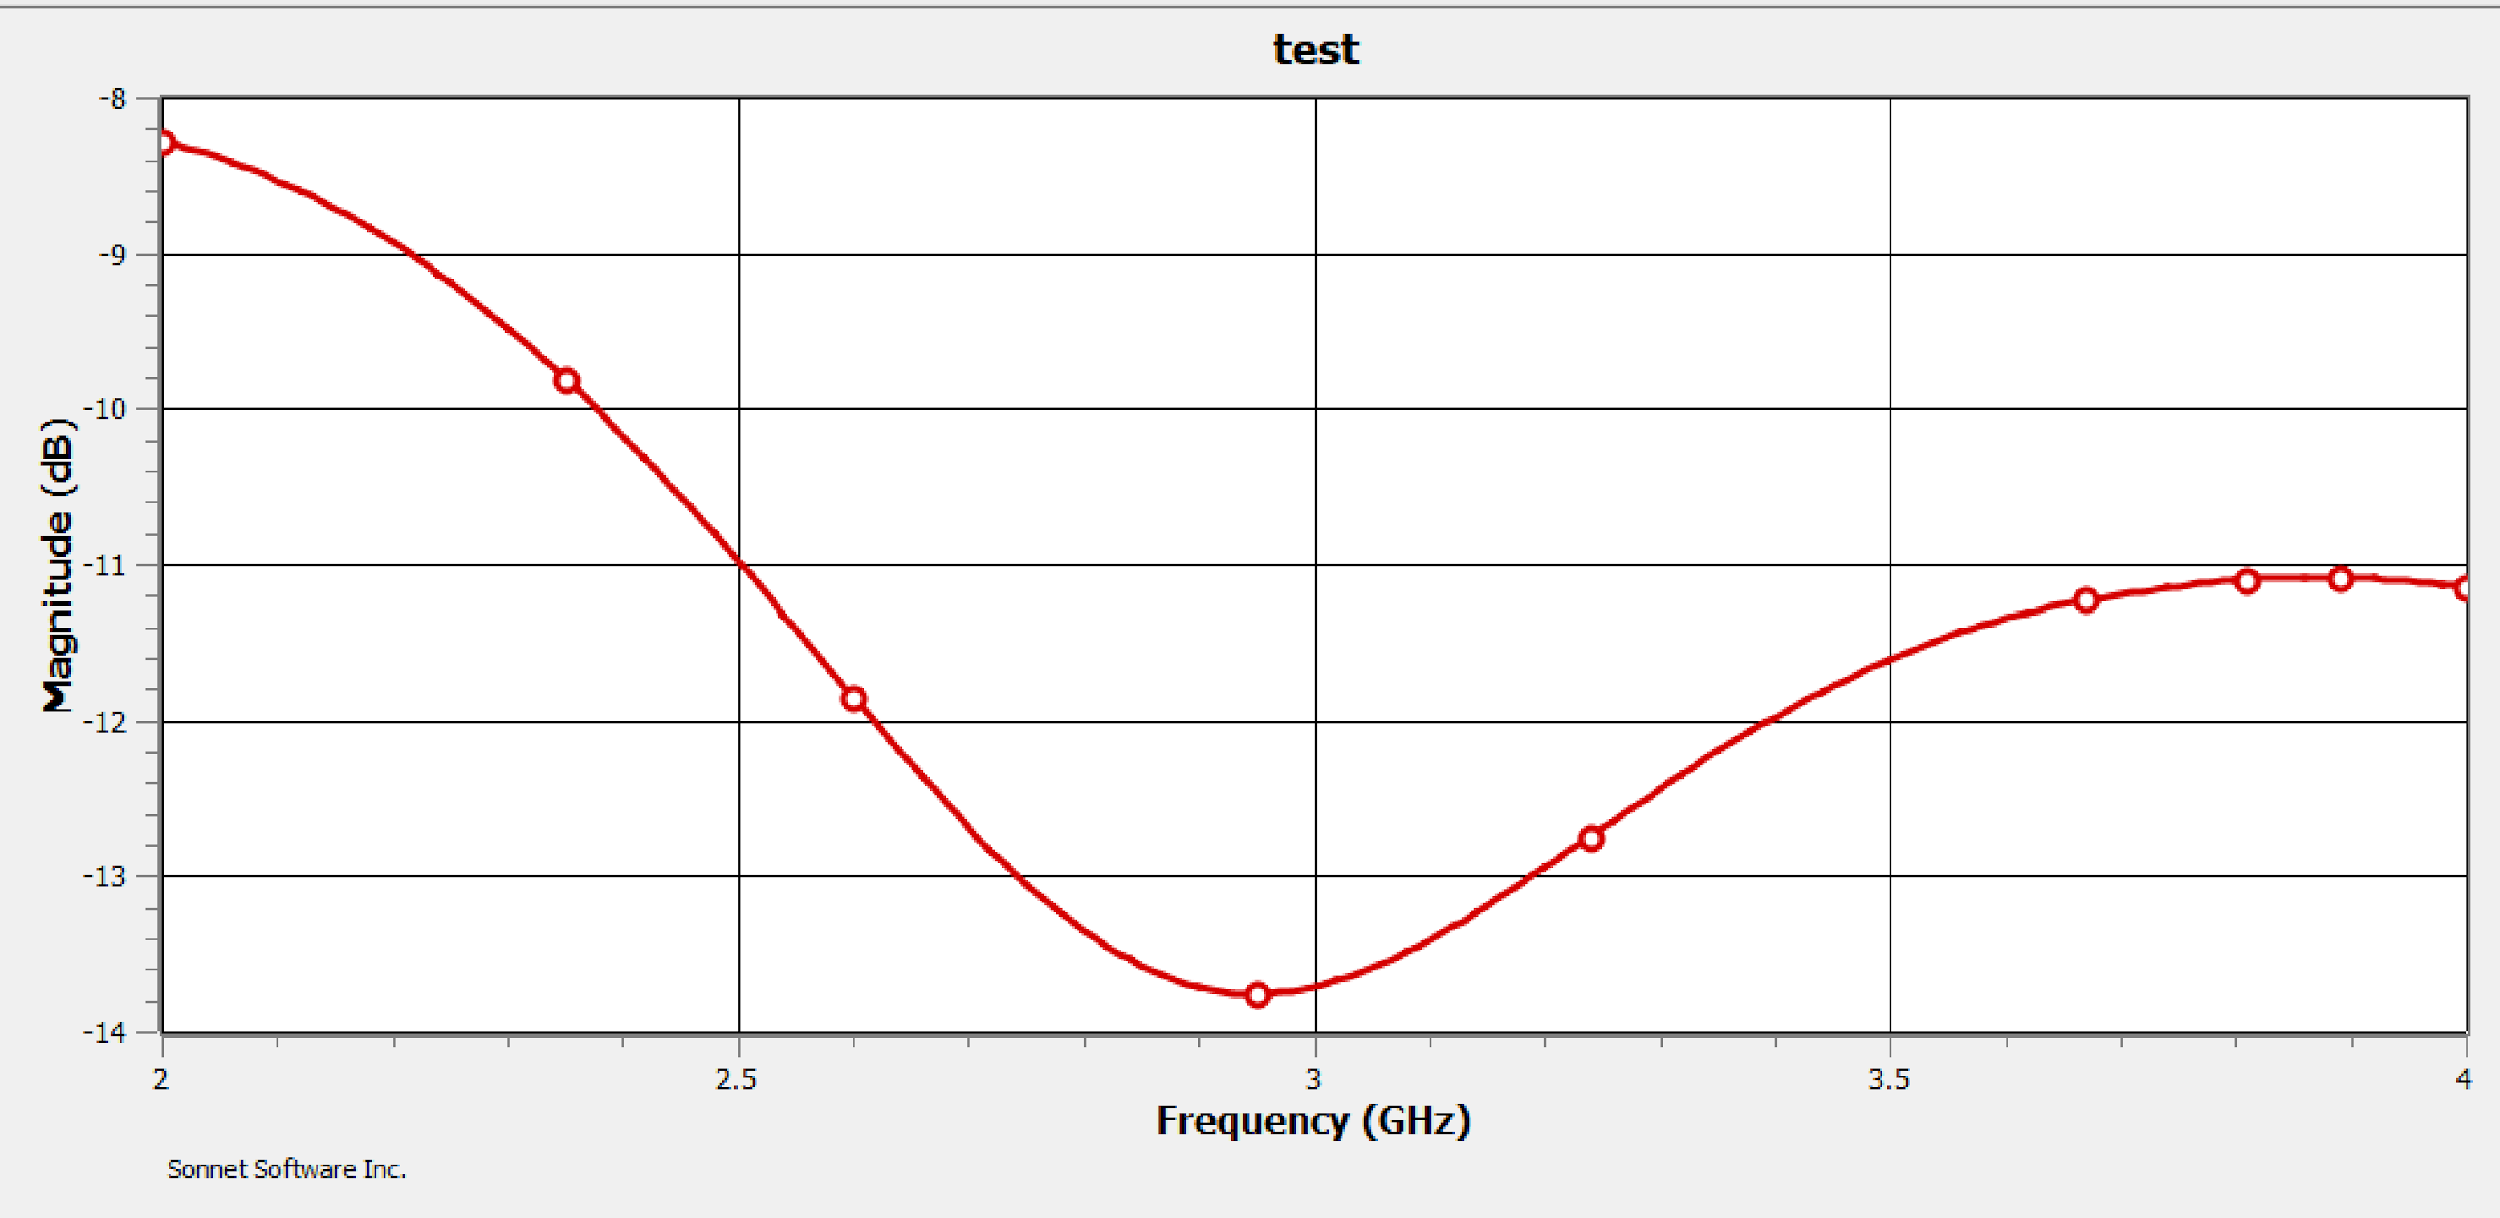 test
-8
-9
-10
-11
-12
-13
-14
Magnitude (dB)
2 2.5 3 3.5 4
Frequency (GHz)
Sonnet Software Inc.